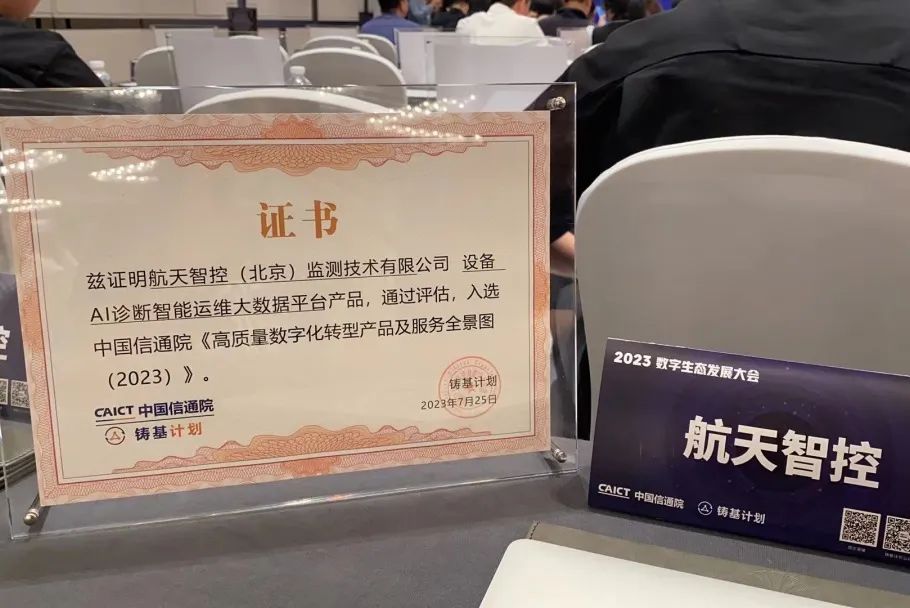 证书
兹证明航天智控（北京）监测技术有限公司 设备
AI诊断智能运维大数据平台产品，通过评估，入选
中国信通院《高质量数字化转型产品及服务全景图
（2023）》。
铸基计划
2023年7月25日
CAICT 中国信通院
铸基计划
2023 数字生态发展大会
航天智控
CAICT 中国信通院 铸基计划
控